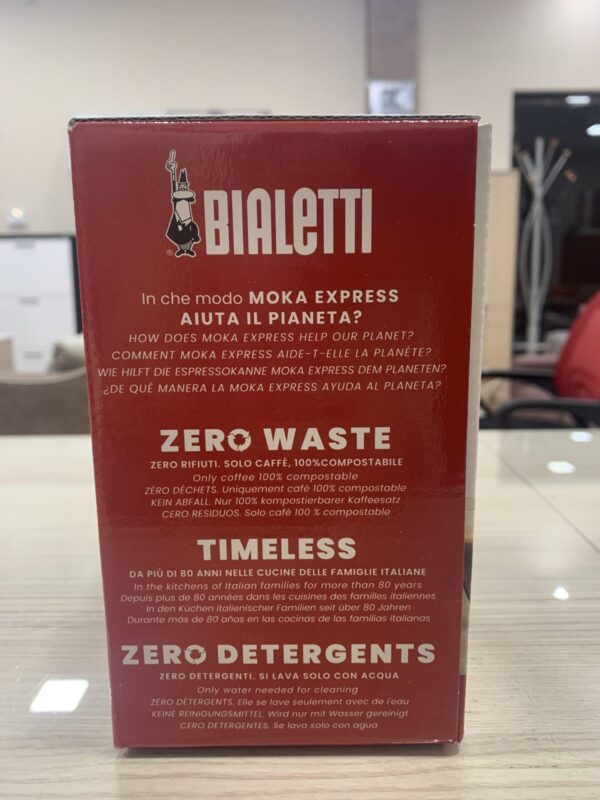 BIALETTI
In che modo MOKA EXPRESS
AIUTA IL PIANETA?
HOW DOES MOKA EXPRESS HELP OUR PLANET?
COMMENT MOKA EXPRESS AIDE-T-ELLE LA PLANÈTE?
WIE HILFT DIE ESPRESSOKANNE MOKA EXPRESS DEM PLANETEN?
¿DE QUÉ MANERA LA MOKA EXPRESS AYUDA AL PLANETA?
ZERO WASTE
ZERO RIFIUTI. SOLO CAFFÈ, 100%COMPOSTABILE
Only coffee 100% compostable
ZÉRO DÉCHETS. Uniquement café 100% compostable
KEIN ABFALL. Nur 100% kompostierbarer Kaffeesatz
CERO RESIDUOS. Solo café 100 % compostable
TIMELESS
DA PIÙ DI 80 ANNI NELLE CUCINE DELLE FAMIGLIE ITALIANE
In the kitchens of Italian families for more than 80 years
Depuis plus de 80 années dans les cuisines des familles italiennes
In den Küchen italienischer Familien seit über 80 Jahren
Durante más de 80 años en las cocinas de las familias italianas
ZERO DETERGENTS
ZERO DETERGENTI. SI LAVA SOLO CON ACQUA
Only water needed for cleaning
ZÉRO DÉTERGENTS. Elle se lave seulement avec de l'eau
KEINE REINIGUNGSMITTEL. Wird nur mit Wasser gereinigt
CERO DETERGENTES. Se lava solo con agua